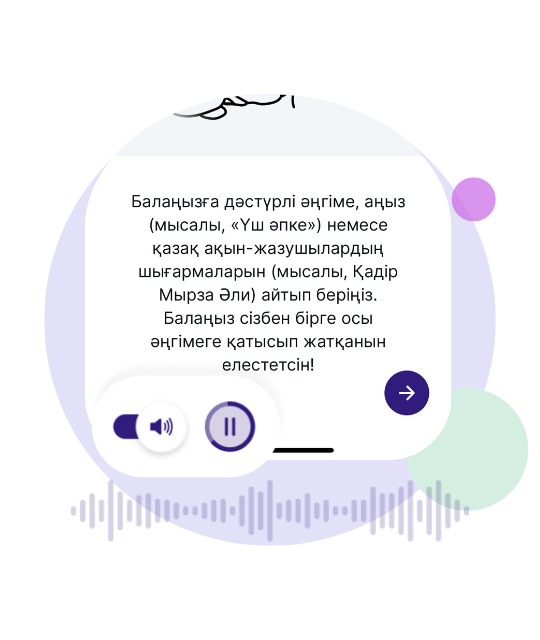 Балаңызға дәстүрлі әңгіме, аңыз
(мысалы, «Үш әпке») немесе
қазақ ақын-жазушылардың
шығармаларын (мысалы, Қадір
Мырза Әли) айтып беріңіз.
Балаңыз сізбен бірге осы
әңгімеге қатысып жатқанын
елестетсін!